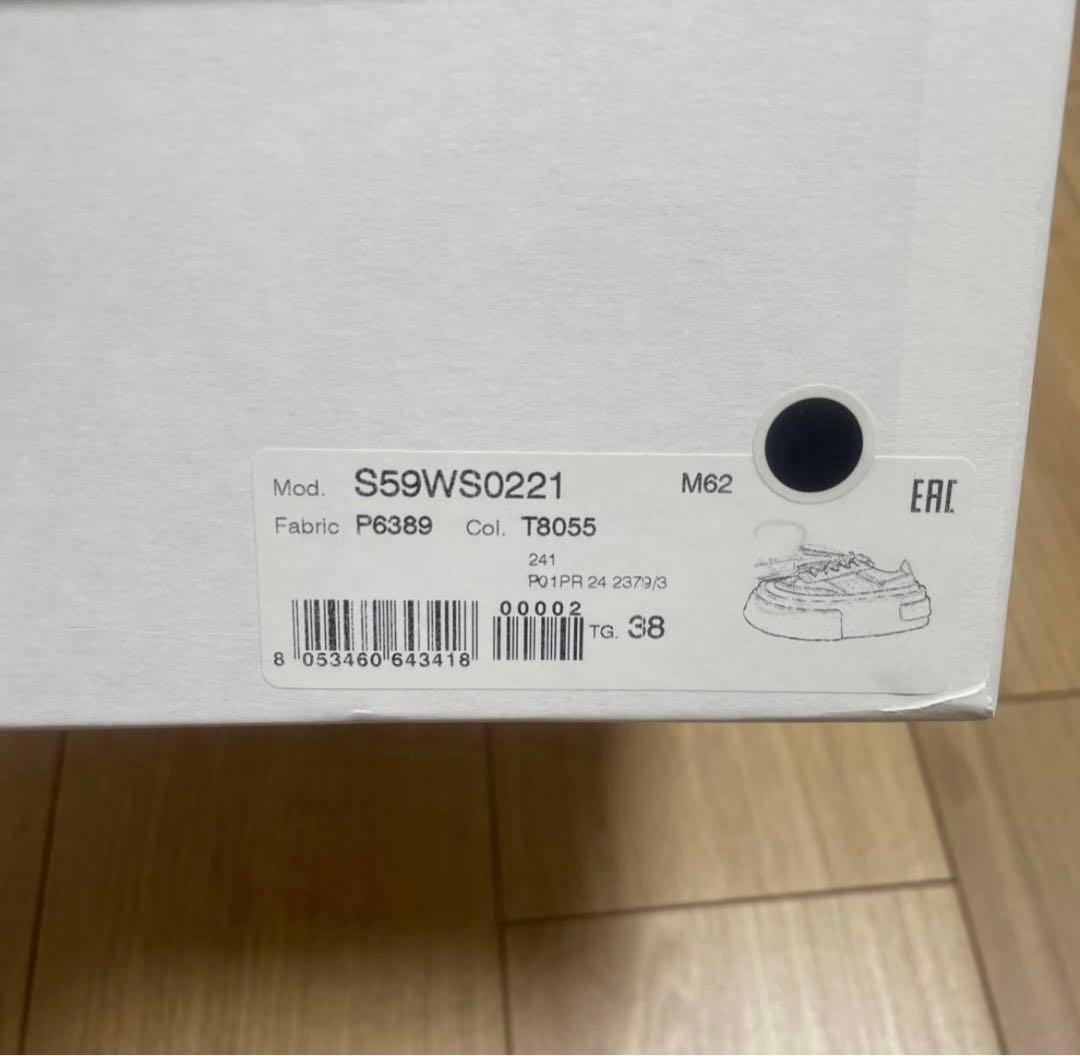 Mod. S59WS0221 M62
EAC
Fabric P6389 Col. T8055
241
P01PR 24 2379/3
00002
TG. 38
8 053460 643418